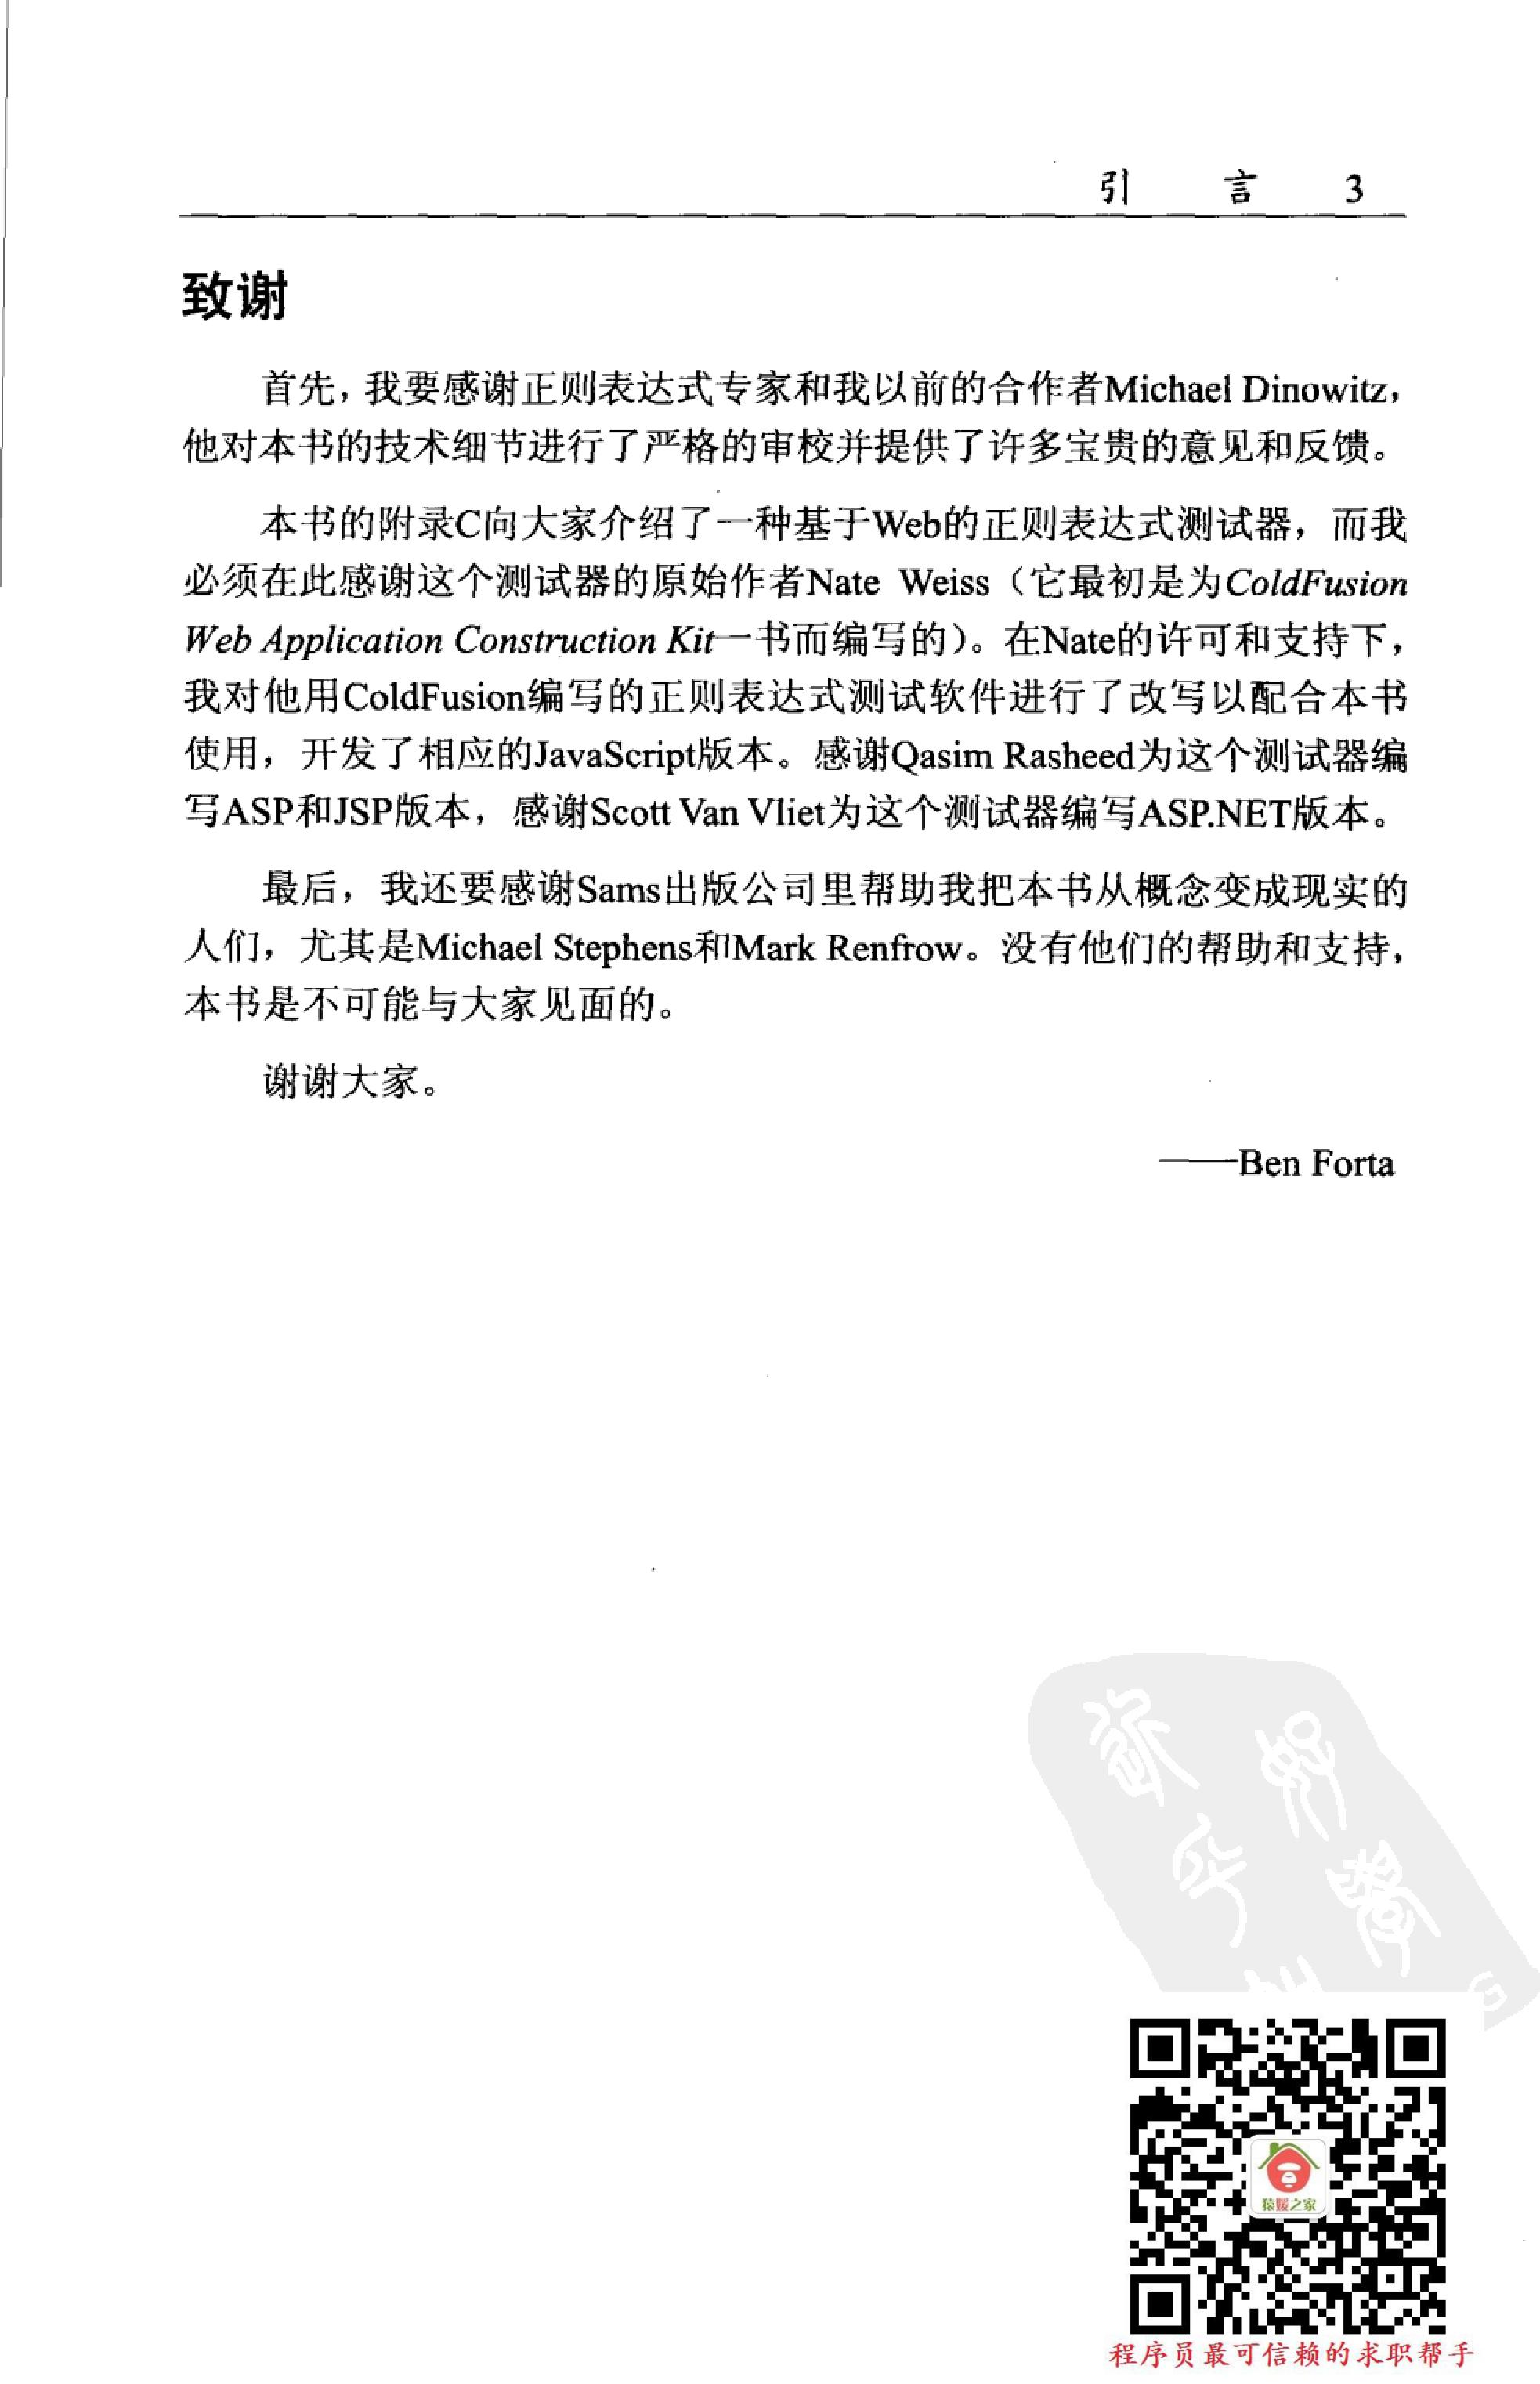 引 言 3
致谢
首先，我要感谢正则表达式专家和我以前的合作者Michael Dinowitz，
他对本书的技术细节进行了严格的审校并提供了许多宝贵的意见和反馈。
本书的附录C向大家介绍了一种基于Web的正则表达式测试器，而我
必须在此感谢这个测试器的原始作者Nate Weiss（它最初是为ColdFusion
Web Application Construction Kit一书而编写的）。在Nate的许可和支持下，
我对他用ColdFusion编写的正则表达式测试软件进行了改写以配合本书
使用，开发了相应的JavaScript版本。感谢Qasim Rasheed为这个测试器编
写ASP和JSP版本，感谢Scott Van Vliet为这个测试器编写ASP.NET版本。
最后，我还要感谢Sams出版公司里帮助我把本书从概念变成现实的
人们，尤其是Michael Stephens和Mark Renfrow。没有他们的帮助和支持，
本书是不可能与大家见面的。
谢谢大家。
——Ben Forta
猿媛之家
程序员最可信赖的求职帮手